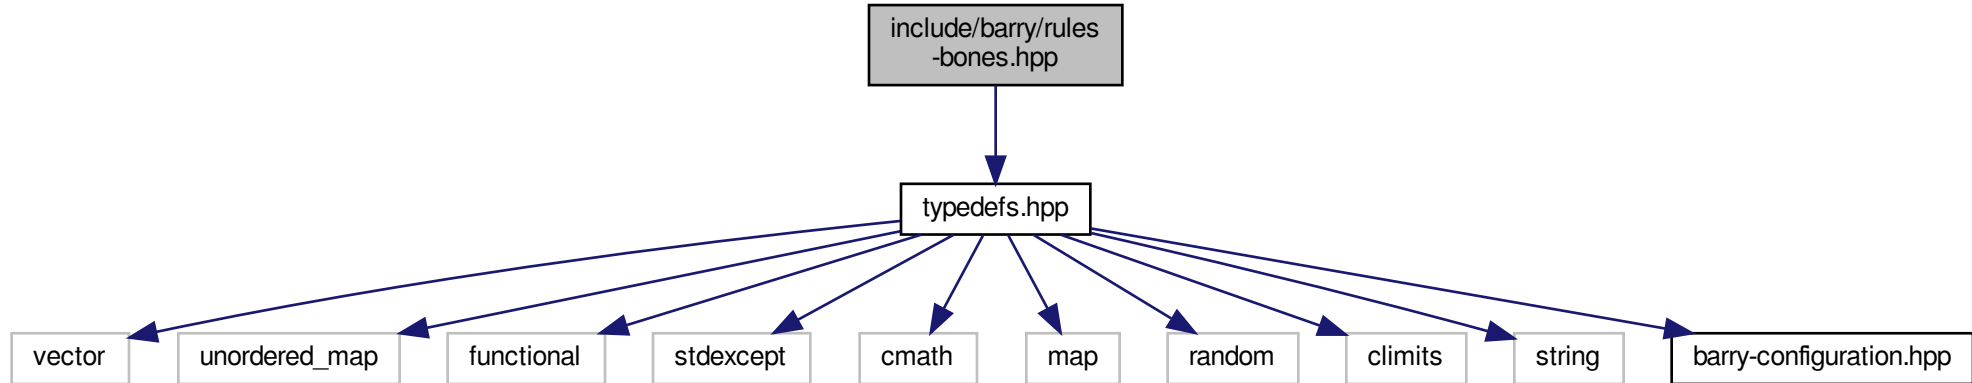 include/barry/rules
-bones.hpp
typedefs.hpp
vector
unordered_map
functional
stdexcept
cmath
map
random
climits
string
barry-configuration.hpp